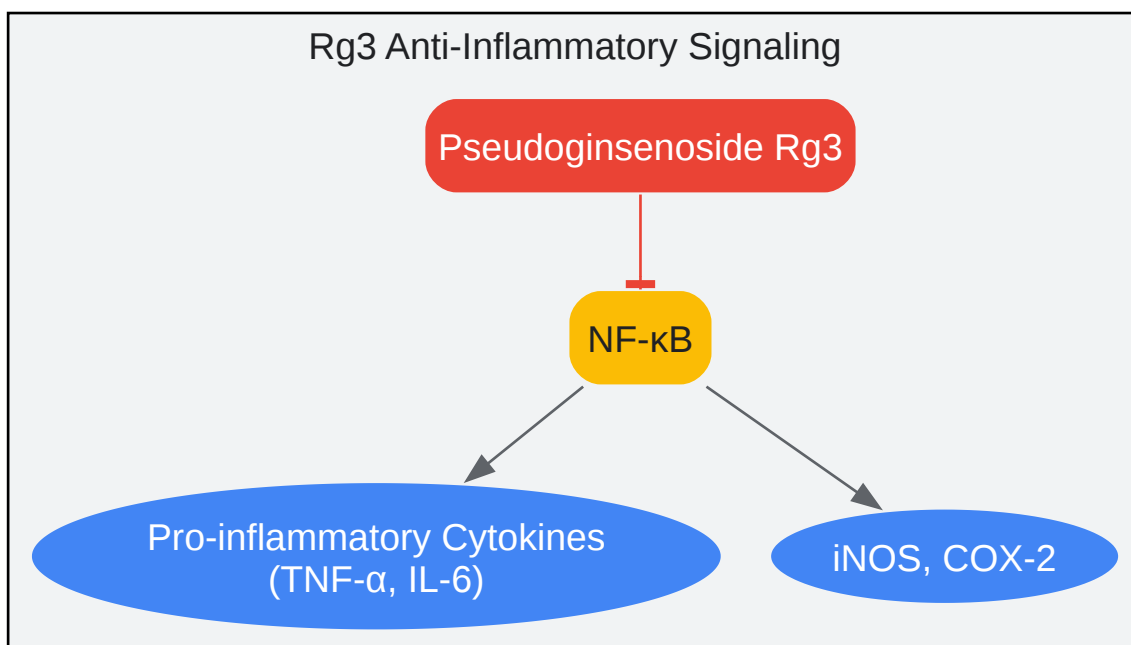 Rg3 Anti-Inflammatory Signaling
Pseudoginsenoside Rg3
NF-κB
Pro-inflammatory Cytokines
(TNF-α, IL-6)
iNOS, COX-2